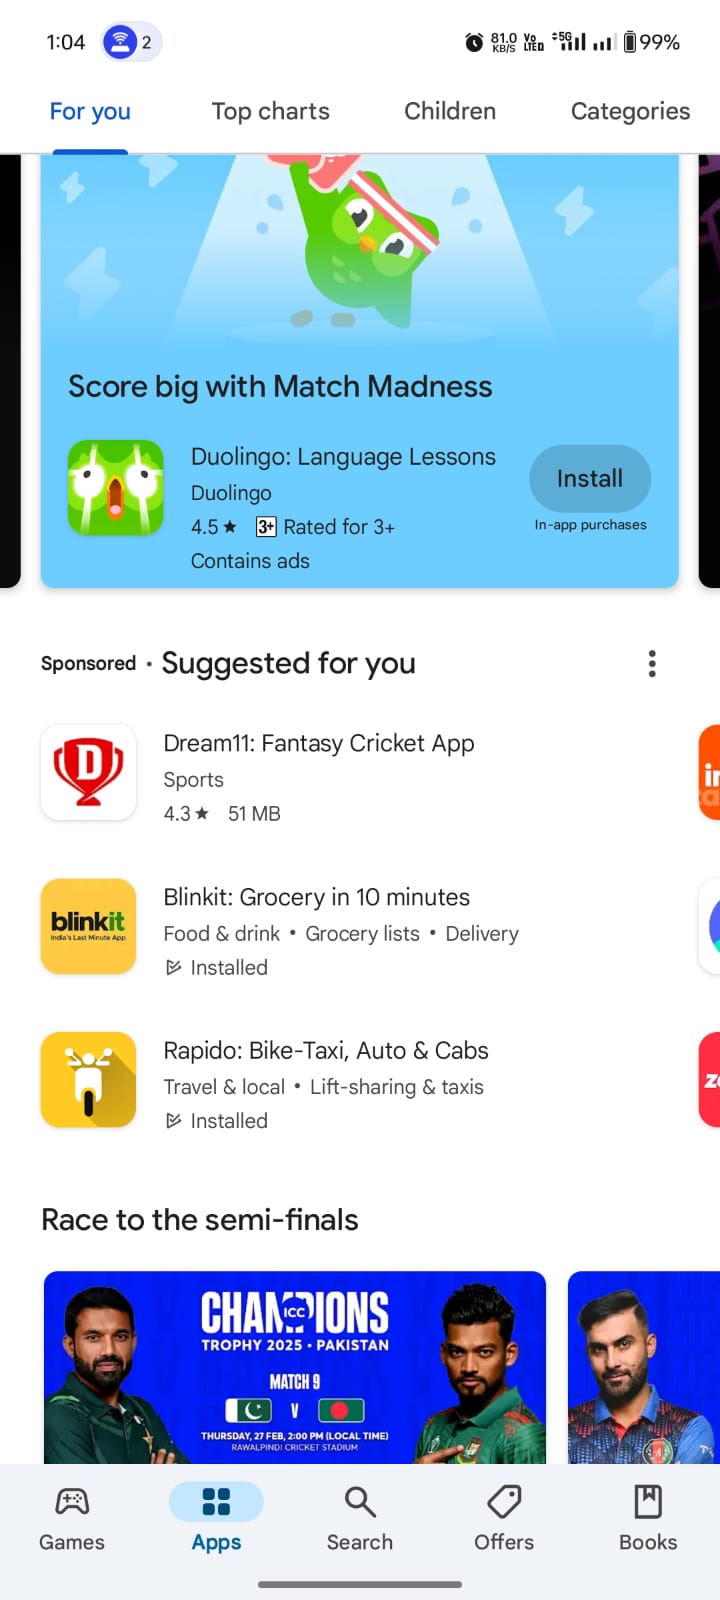 1:04
2
81.0 KB/S
Vo LTE
5G
99%
For you
Top charts
Children
Categories
Score big with Match Madness
Duolingo: Language Lessons
Duolingo
4.5 ★ 3+ Rated for 3+
Contains ads
Install
In-app purchases
Sponsored • Suggested for you
D
Dream11: Fantasy Cricket App
Sports
4.3 ★ 51 MB
blinkit
India's Last Minute App
Blinkit: Grocery in 10 minutes
Food & drink • Grocery lists • Delivery
Installed
Rapido: Bike-Taxi, Auto & Cabs
Travel & local • Lift-sharing & taxis
Installed
Race to the semi-finals
CHAMPIONS
ICC
TROPHY 2025 • PAKISTAN
MATCH 9
V
THURSDAY, 27 FEB, 2:00 PM (LOCAL TIME)
RAWALPINDI CRICKET STADIUM
Games
Apps
Search
Offers
Books